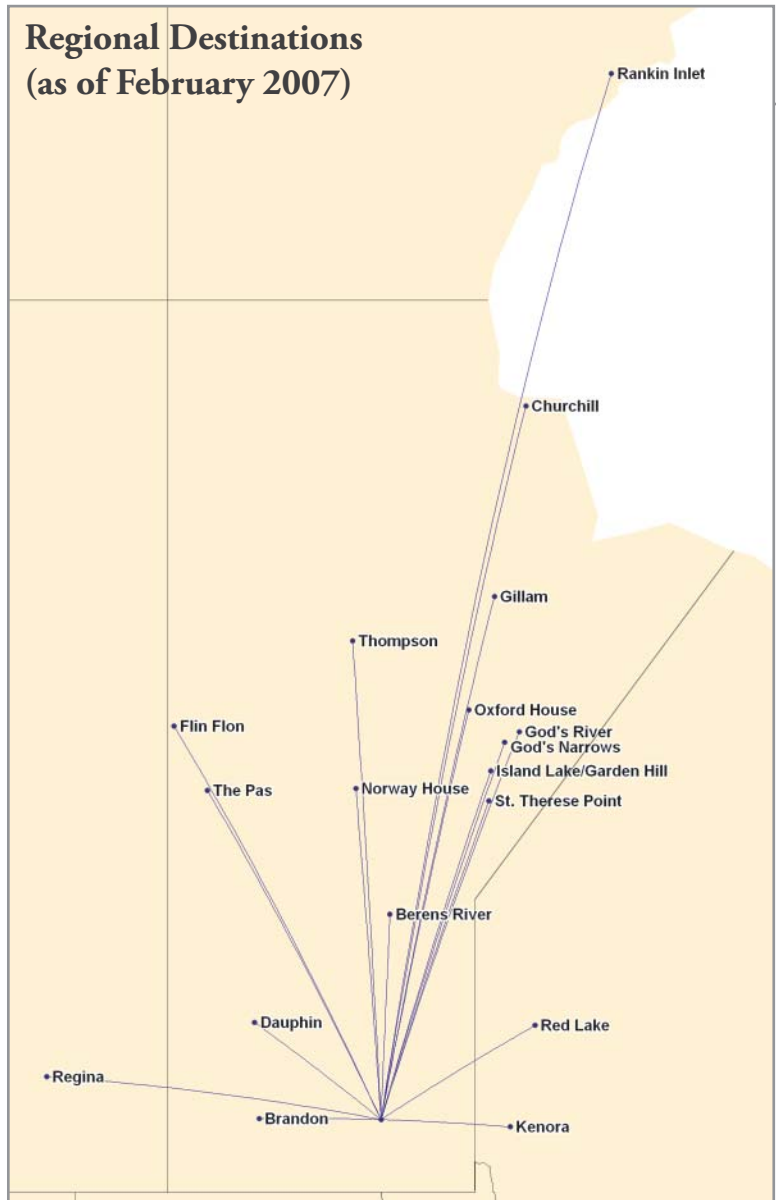 Regional Destinations
(as of February 2007)
Rankin Inlet
Churchill
Gillam
Thompson
Oxford House
Flin Flon
God's River
God's Narrows
Island Lake/Garden Hill
The Pas
Norway House
St. Therese Point
Berens River
Dauphin
Red Lake
Regina
Brandon
Kenora